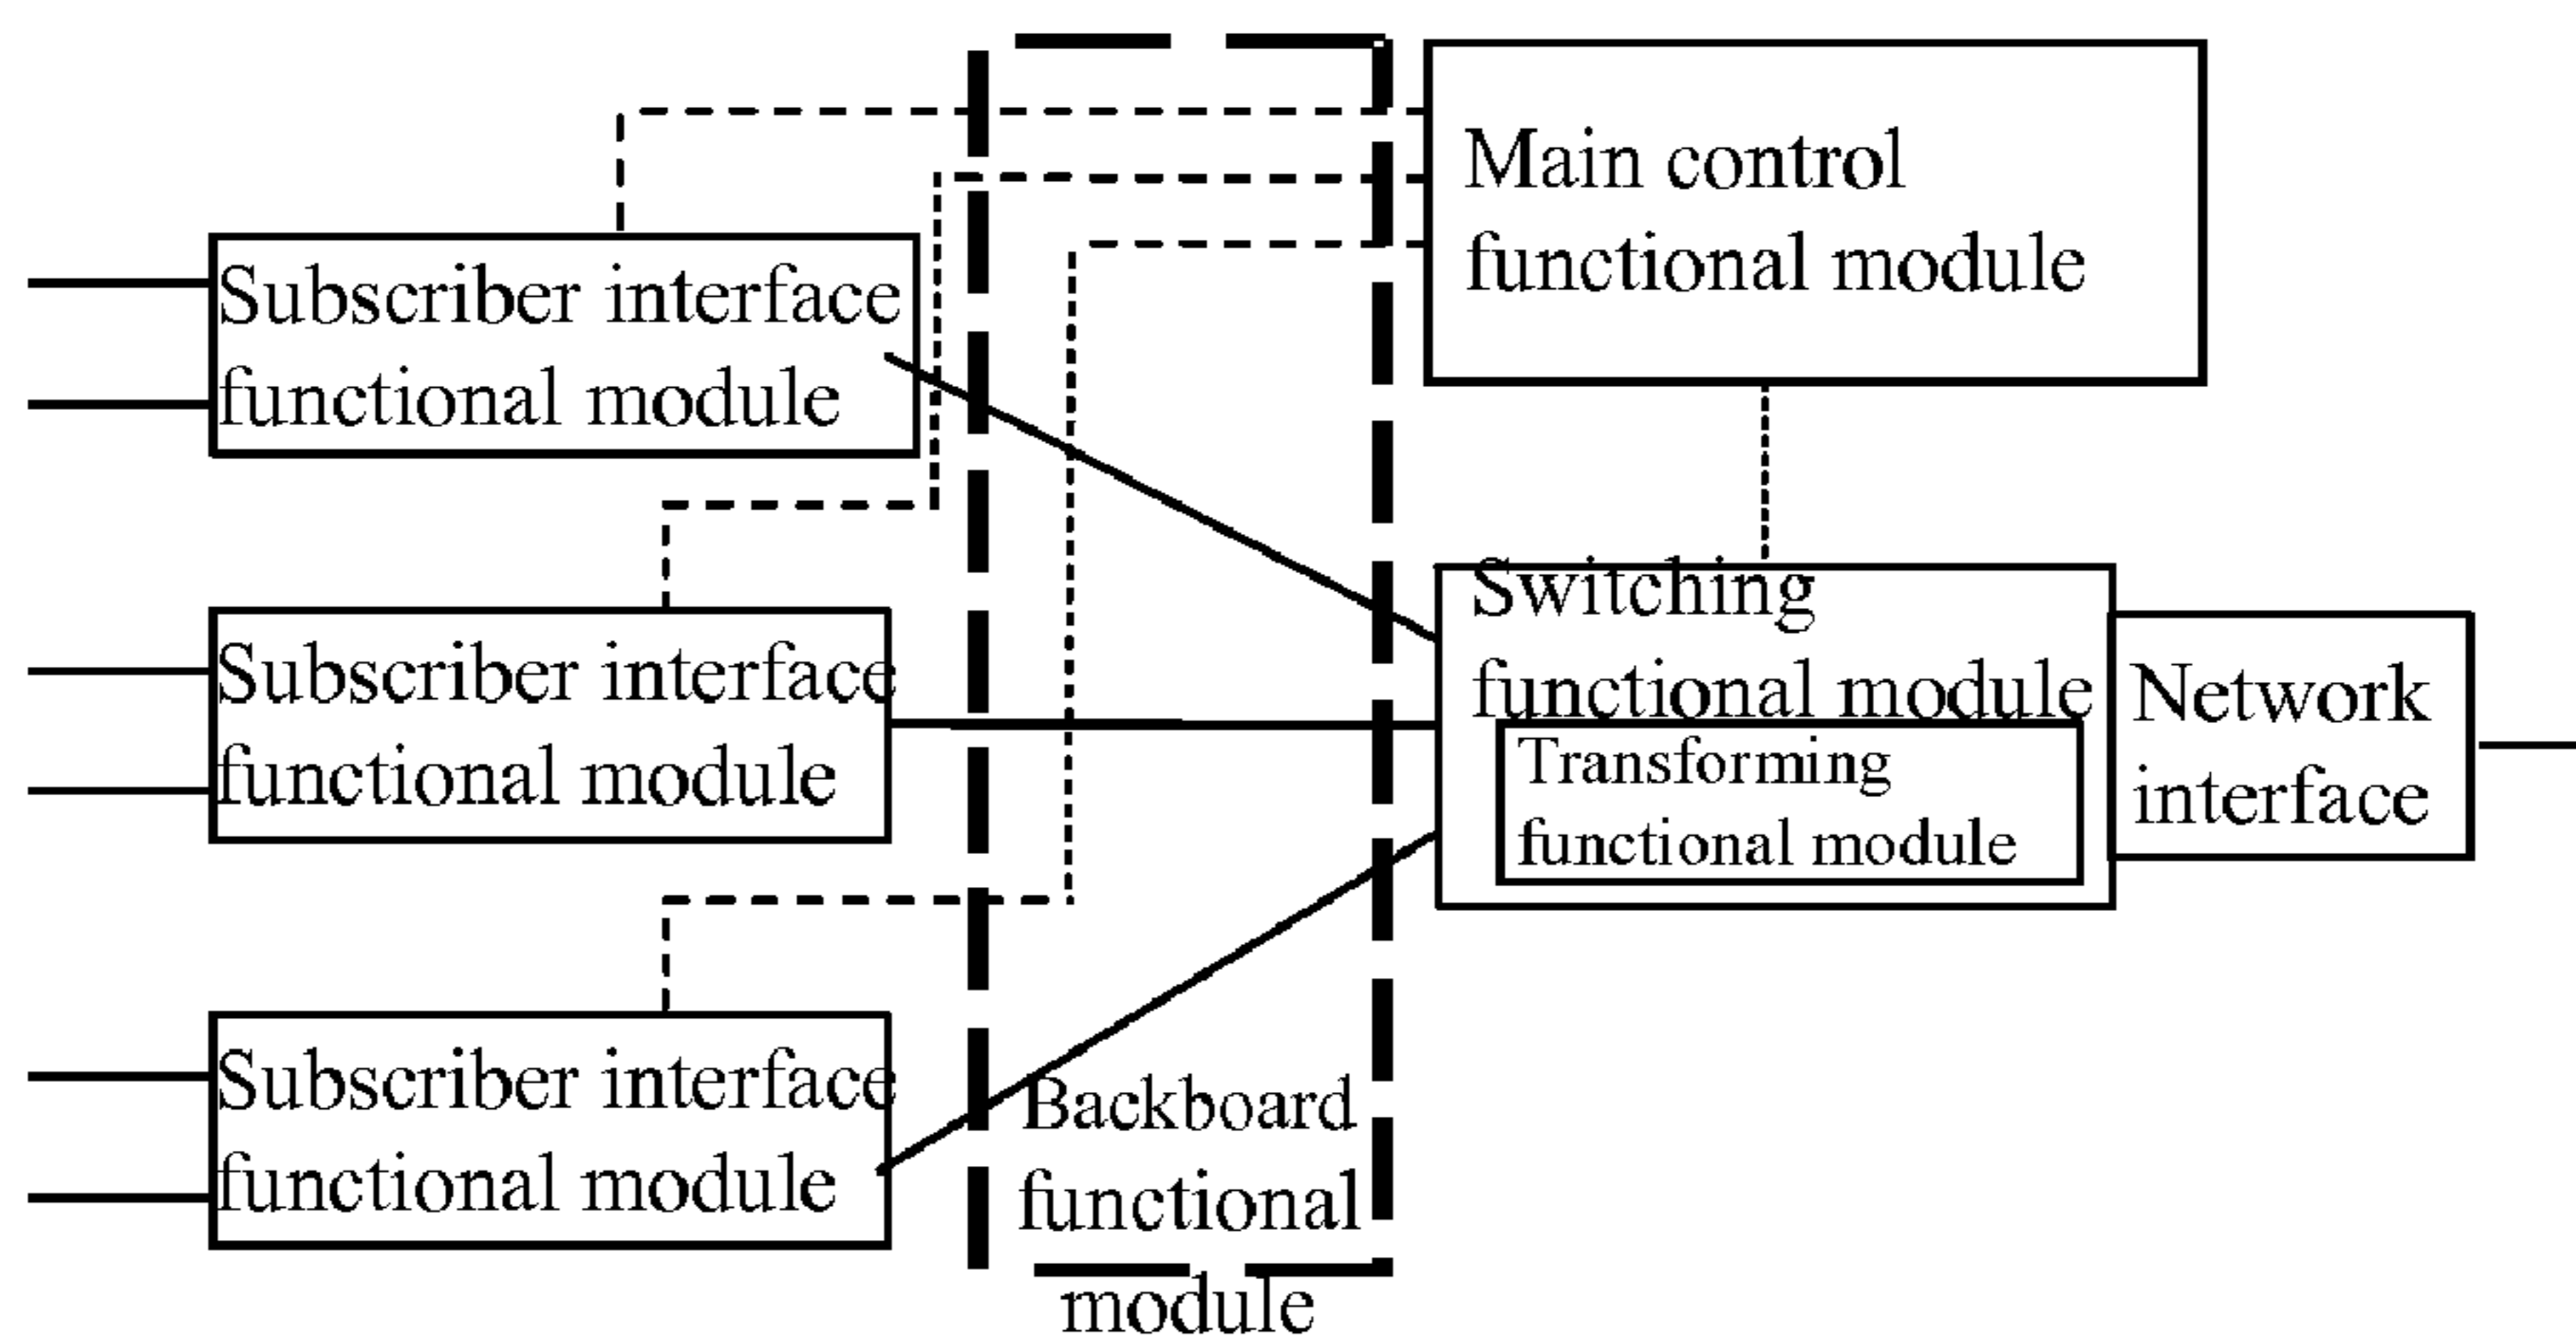 Main control
functional module
Subscriber interface
functional module
Switching
functional module
Subscriber interface
functional module
Network
interface
Transforming
functional module
Subscriber interface
functional module
Backboard
functional
module